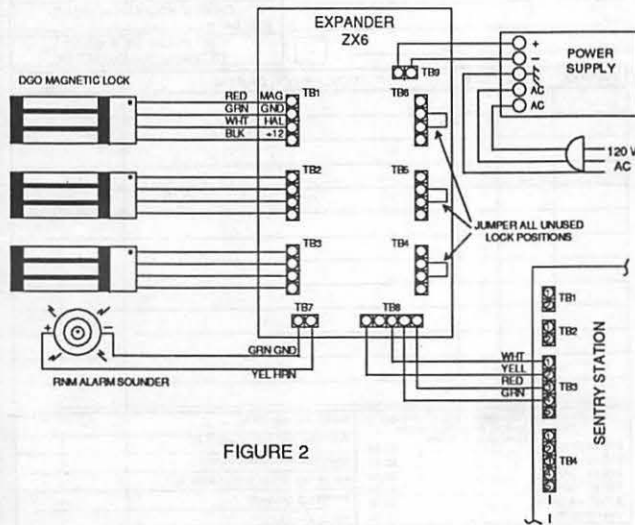 EXPANDER
ZX6
POWER
SUPPLY
+
–
AC
AC
120 V
AC
TB9
DGO MAGNETIC LOCK
RED MAG
GRN GND
WHT HAL
BLK +12
TB1
TB6
TB2
TB5
TB3
TB4
JUMPER ALL UNUSED
LOCK POSITIONS
TB7
TB8
+ –
GRN GND
YEL HRN
RNM ALARM SOUNDER
WHT
YELL
RED
GRN
TB1
TB2
TB3
TB4
SENTRY STATION
FIGURE 2